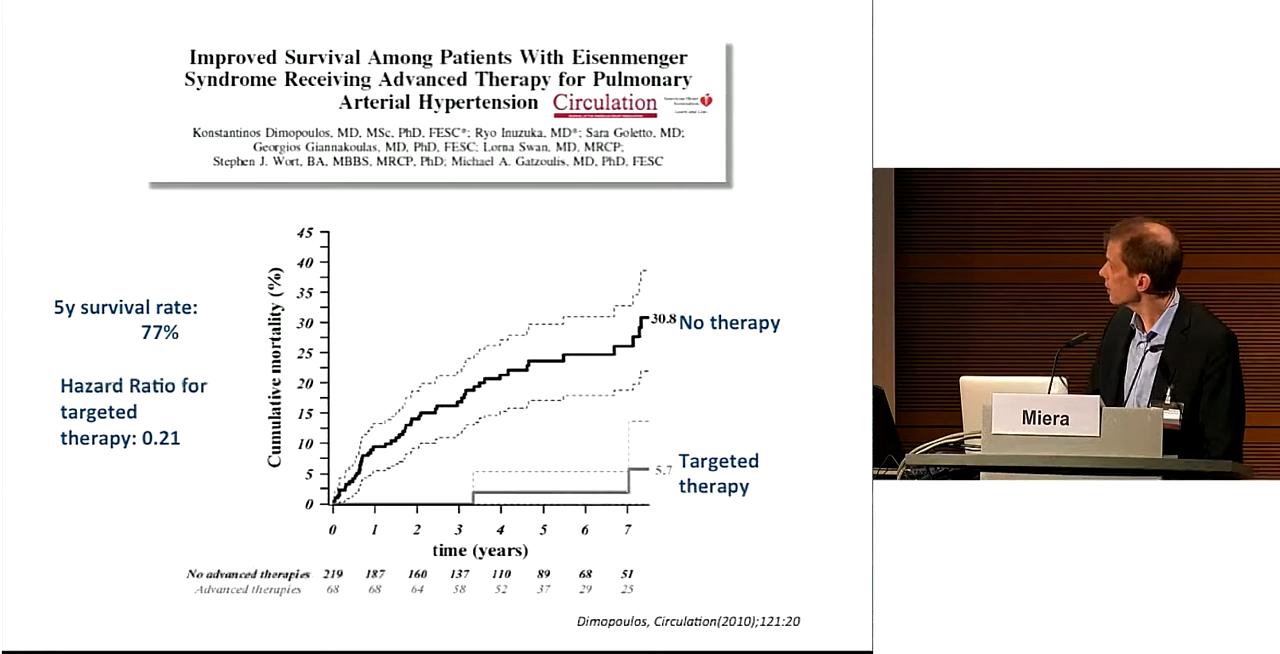 Improved Survival Among Patients With Eisenmenger
Syndrome Receiving Advanced Therapy for Pulmonary
Arterial Hypertension Circulation
Konstantinos Dimopoulos, MD, MSc, PhD, FESC*; Ryo Inuzuka, MD*; Sara Goletto, MD;
Georgios Giannakoulas, MD, PhD, FESC; Lorna Swan, MD, MRCP;
Stephen J. Wort, BA, MBBS, MRCP, PhD; Michael A. Gatzoulis, MD, PhD, FESC
5y survival rate:
77%
Hazard Ratio for
targeted
therapy: 0.21
Cumulative mortality (%)
45
40
35
30
25
20
15
10
5
0
30.8 No therapy
5.7 Targeted
therapy
0 1 2 3 4 5 6 7
time (years)
No advanced therapies 219 187 160 137 110 89 68 51
Advanced therapies 68 68 64 58 52 37 29 25
Dimopoulos, Circulation(2010);121:20
Miera